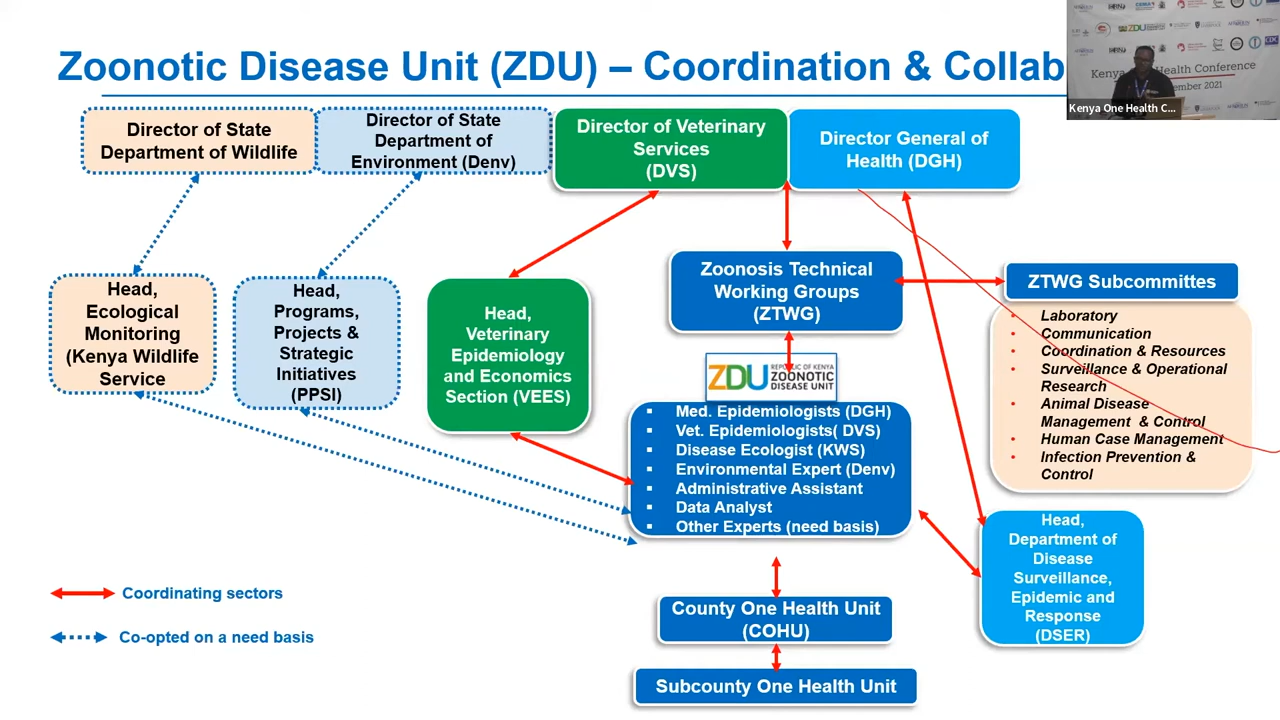 Zoonotic Disease Unit (ZDU) – Coordination & Collab
Kenya
Health Conference
2021
Kenya One Health C...
Director of State
Department of Wildlife
Director of State
Department of
Environment (Denv)
Director of Veterinary
Services
(DVS)
Director General of
Health (DGH)
Head,
Ecological
Monitoring
(Kenya Wildlife
Service
Head,
Programs,
Projects &
Strategic
Initiatives
(PPSI)
Head,
Veterinary
Epidemiology
and Economics
Section (VEES)
Zoonosis Technical
Working Groups
(ZTWG)
ZTWG Subcommittes
• Laboratory
• Communication
• Coordination & Resources
• Surveillance & Operational
Research
• Animal Disease
Management & Control
• Human Case Management
• Infection Prevention &
Control
ZDU
REPUBLIC OF KENYA
ZOONOTIC
DISEASE UNIT
▪ Med. Epidemiologists (DGH)
▪ Vet. Epidemiologists( DVS)
▪ Disease Ecologist (KWS)
▪ Environmental Expert (Denv)
▪ Administrative Assistant
▪ Data Analyst
▪ Other Experts (need basis)
Head,
Department of
Disease
Surveillance,
Epidemic and
Response
(DSER)
Coordinating sectors
Co-opted on a need basis
County One Health Unit
(COHU)
Subcounty One Health Unit